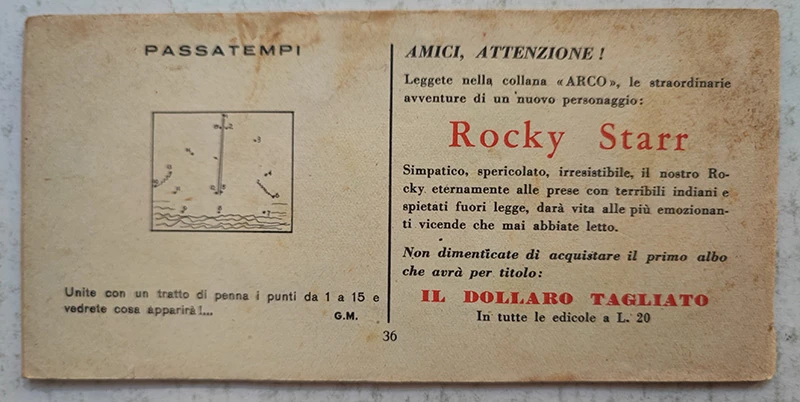 PASSATEMPI
Unite con un tratto di penna i punti da 1 a 15 e
vedrete cosa apparirà!...
G.M.
AMICI, ATTENZIONE!
Leggete nella collana «ARCO», le straordinarie
avventure di un nuovo personaggio:
Rocky Starr
Simpatico, spericolato, irresistibile, il nostro Ro-
cky eternamente alle prese con terribili indiani e
spietati fuori legge, darà vita alle più emozionan-
ti vicende che mai abbiate letto.
Non dimenticate di acquistare il primo albo
che avrà per titolo:
IL DOLLARO TAGLIATO
In tutte le edicole a L. 20
36